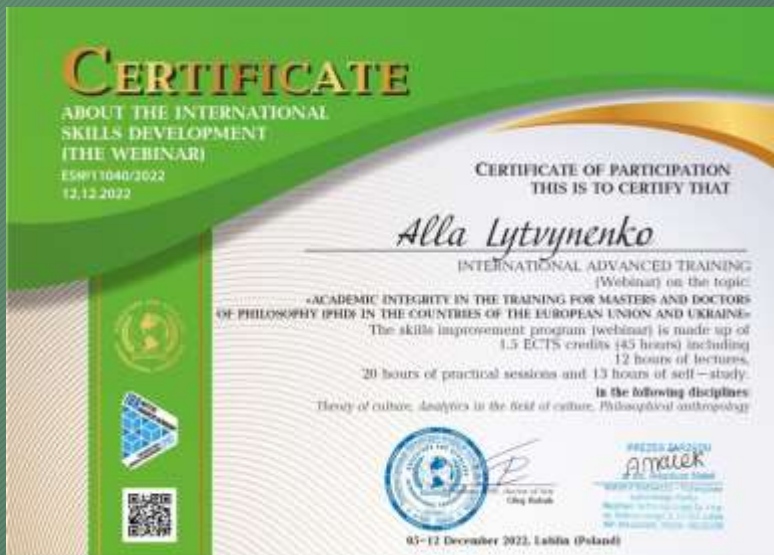 CERTIFICATE
ABOUT THE INTERNATIONAL
SKILLS DEVELOPMENT
(THE WEBINAR)
ES№11040/2022
12.12.2022
CERTIFICATE OF PARTICIPATION
THIS IS TO CERTIFY THAT
Alla Lytvynenko
INTERNATIONAL ADVANCED TRAINING
(Webinar) on the topic:
«ACADEMIC INTEGRITY IN THE TRAINING FOR MASTERS AND DOCTORS
OF PHILOSOPHY (PHD) IN THE COUNTRIES OF THE EUROPEAN UNION AND UKRAINE»
The skills improvement program (webinar) is made up of
1.5 ECTS credits (45 hours) including
12 hours of lectures,
20 hours of practical sessions and 13 hours of self-study.
in the following disciplines:
Theory of culture, Analytics in the field of culture, Philosophical anthropology
PREZES ZARZĄDU
05-12 December 2022, Lublin (Poland)